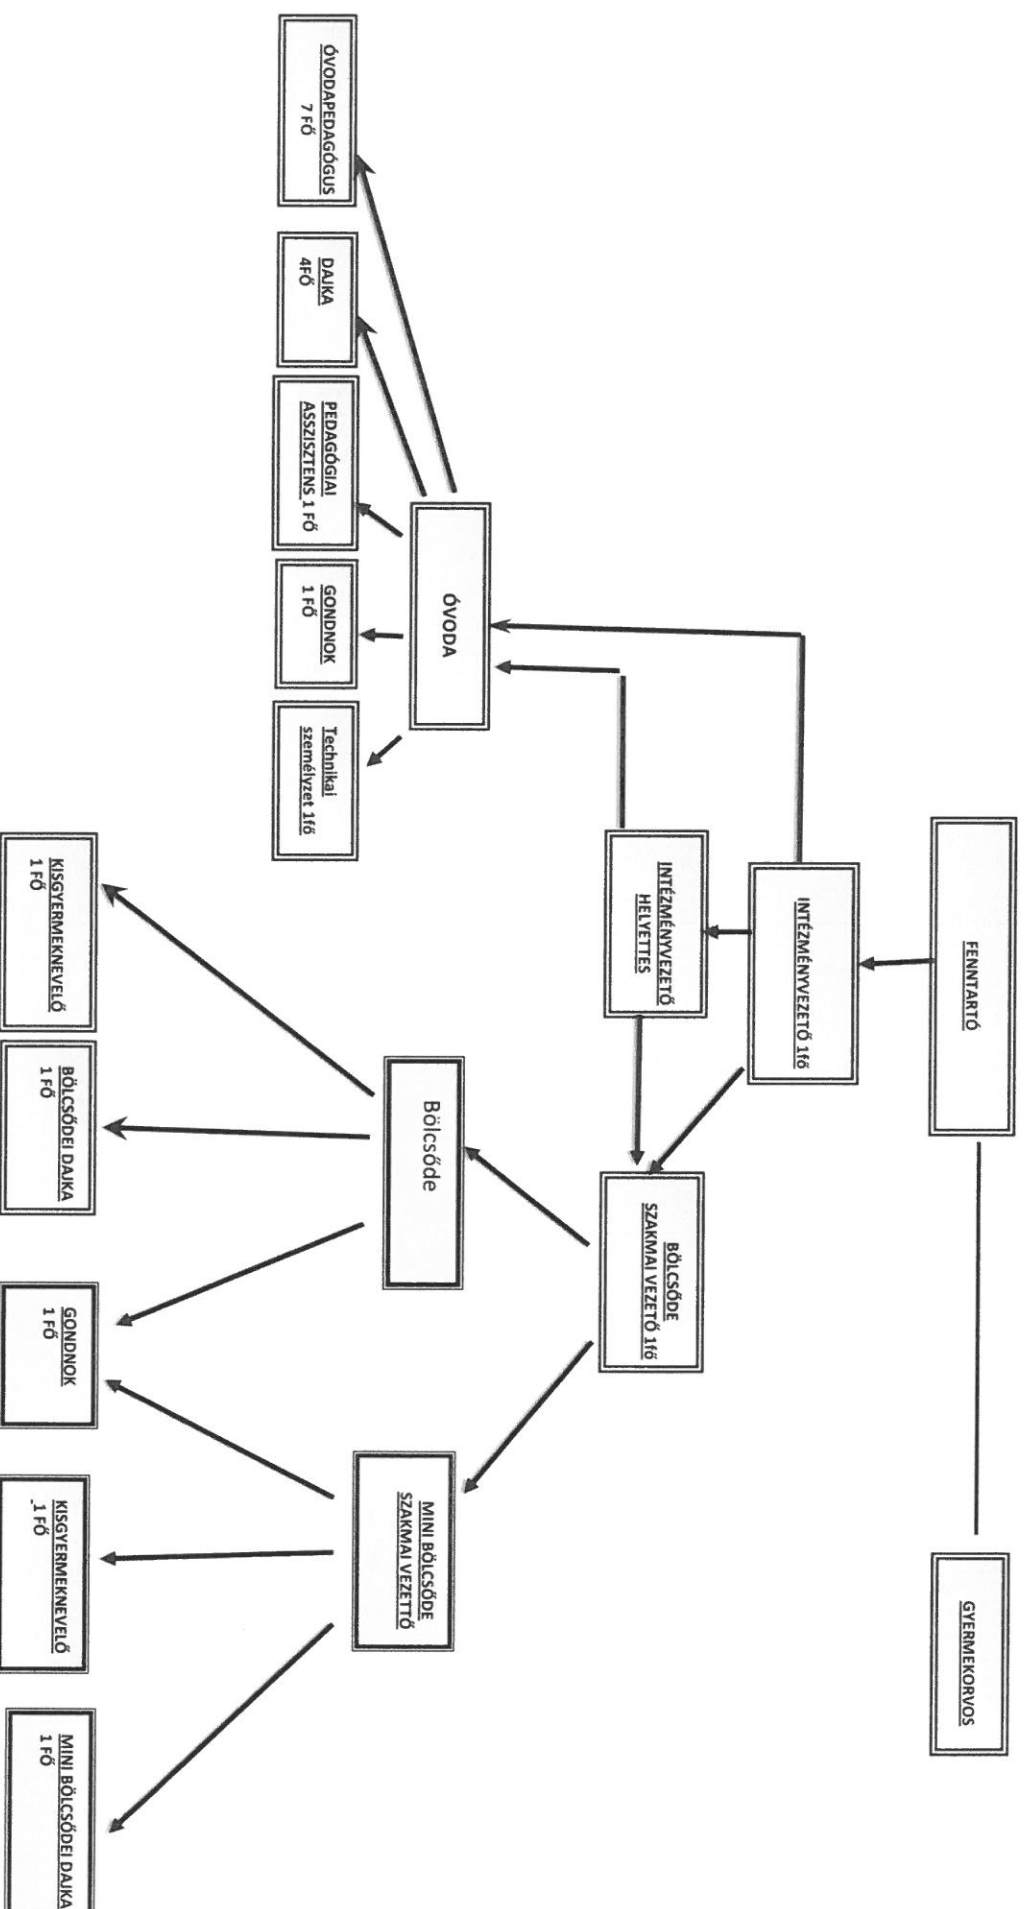 FENNTARTÓ
GYERMEKORVOS
INTÉZMÉNYVEZETŐ 1fő
INTÉZMÉNYVEZETŐ
HELYETTES
BÖLCSŐDE
SZAKMAI VEZETŐ 1fő
ÓVODA
Bölcsőde
MINI BÖLCSŐDE
SZAKMAI VEZETTŐ
ÓVODAPEDAGÓGUS
7 FŐ
DAJKA
4FŐ
PEDAGÓGIAI
ASSZISZTENS 1 FŐ
GONDNOK
1 FŐ
Technikai
személyzet 1fő
KISGYERMEKNEVELŐ
1 FŐ
BÖLCSŐDEI DAJKA
1 FŐ
GONDNOK
1 FŐ
KISGYERMEKNEVELŐ
1 FŐ
MINI BÖLCSŐDEI DAJKA
1 FŐ